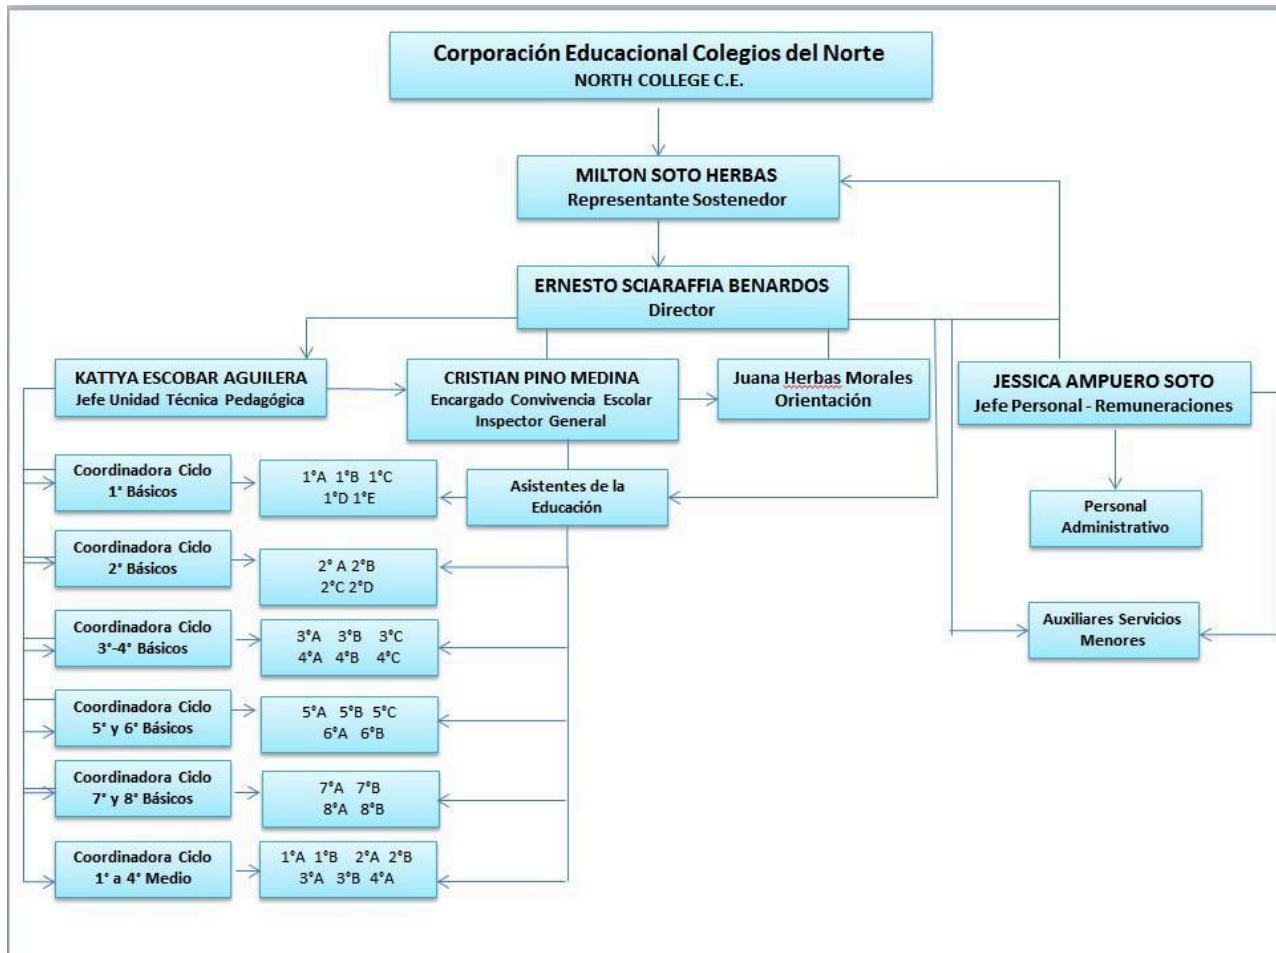 Corporación Educacional Colegios del Norte
NORTH COLLEGE C.E.
MILTON SOTO HERBAS
Representante Sostenedor
ERNESTO SCIARAFFIA BENARDOS
Director
KATTYA ESCOBAR AGUILERA
Jefe Unidad Técnica Pedagógica
CRISTIAN PINO MEDINA
Encargado Convivencia Escolar
Inspector General
Juana Herbas Morales
Orientación
JESSICA AMPUERO SOTO
Jefe Personal - Remuneraciones
Coordinadora Ciclo
1° Básicos
1°A 1°B 1°C
1°D 1°E
Asistentes de la
Educación
Personal
Administrativo
Coordinadora Ciclo
2° Básicos
2° A 2°B
2°C 2°D
Coordinadora Ciclo
3°-4° Básicos
3°A 3°B 3°C
4°A 4°B 4°C
Auxiliares Servicios
Menores
Coordinadora Ciclo
5° y 6° Básicos
5°A 5°B 5°C
6°A 6°B
Coordinadora Ciclo
7° y 8° Básicos
7°A 7°B
8°A 8°B
Coordinadora Ciclo
1° a 4° Medio
1°A 1°B 2°A 2°B
3°A 3°B 4°A